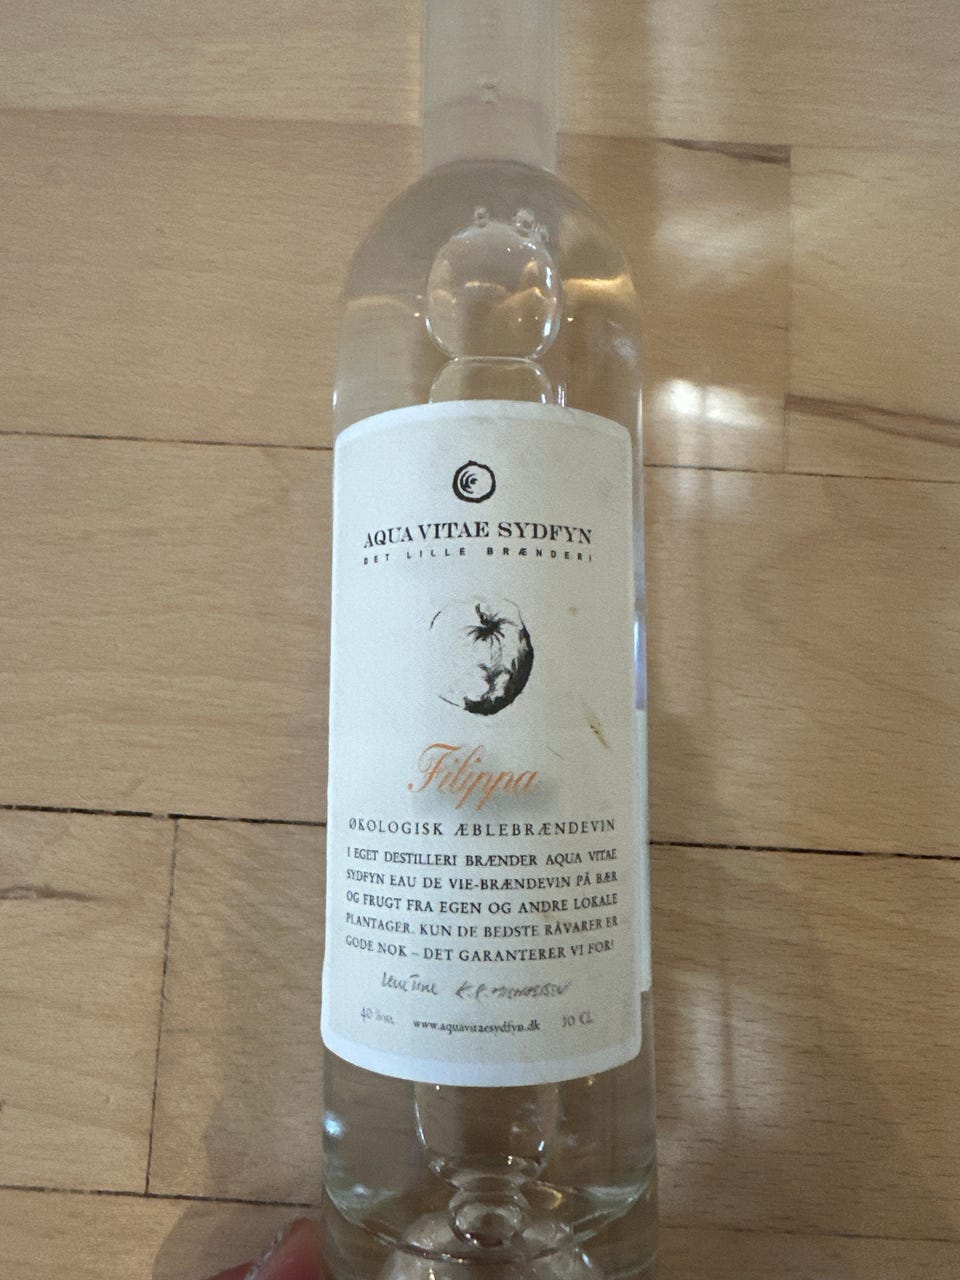 AQUA VITAE SYDFYN
DET LILLE BRÆNDERI
Filippa
ØKOLOGISK ÆBLEBRÆNDEVIN
I EGET DESTILLERI BRÆNDER AQUA VITAE
SYDFYN EAU DE VIE-BRÆNDEVIN PÅ BÆR
OG FRUGT FRA EGEN OG ANDRE LOKALE
PLANTAGER. KUN DE BEDSTE RÅVARER ER
GODE NOK – DET GARANTERER VI FOR!
40
www.aquavitaesydfyn.dk
CL